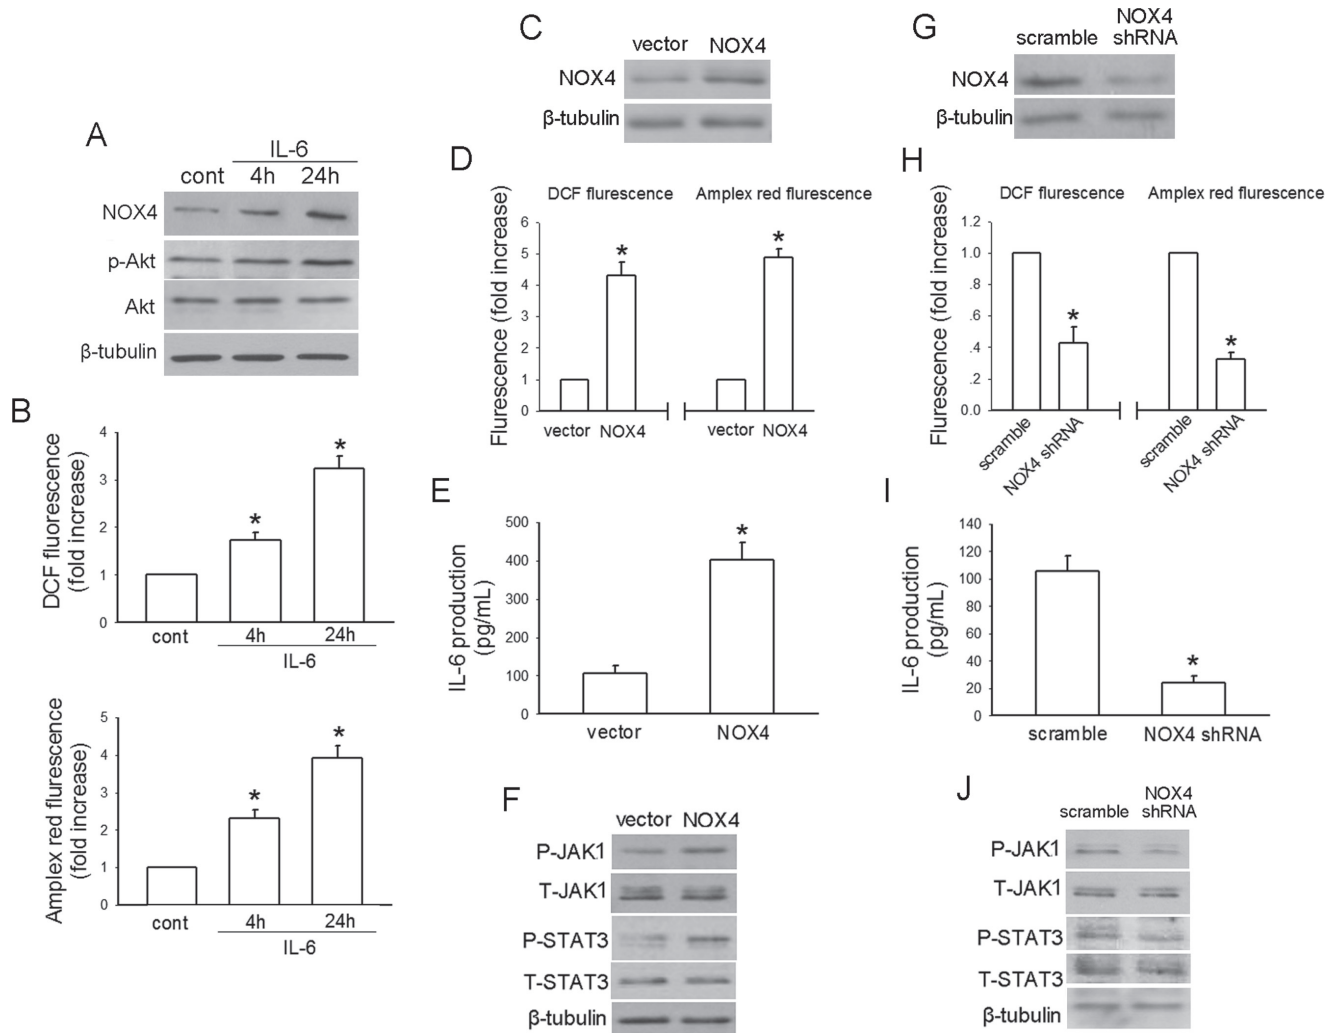 A
IL-6
cont 4h 24h
NOX4
p-Akt
Akt
β-tubulin
B
DCF fluorescence
(fold increase)
4
3
2
1
0
*
*
cont 4h 24h
IL-6
Amplex red flurescence
(fold increase)
5
4
3
2
1
0
*
*
cont 4h 24h
IL-6
C
vector NOX4
NOX4
β-tubulin
D
DCF flurescence Amplex red flurescence
Flurescence (fold increase)
6
5
4
3
2
1
0
*
*
vector NOX4 vector NOX4
E
IL-6 production
(pg/mL)
500
400
300
200
100
0
*
vector NOX4
F
vector NOX4
P-JAK1
T-JAK1
P-STAT3
T-STAT3
β-tubulin
G
scramble NOX4
shRNA
NOX4
β-tubulin
H
DCF flurescence Amplex red flurescence
Flurescence (fold increase)
1.2
1.0
.8
.6
.4
.2
0.0
*
*
scramble NOX4 shRNA scramble NOX4 shRNA
I
IL-6 production
(pg/mL)
140
120
100
80
60
40
20
0
*
scramble NOX4 shRNA
J
scramble NOX4
shRNA
P-JAK1
T-JAK1
P-STAT3
T-STAT3
β-tubulin